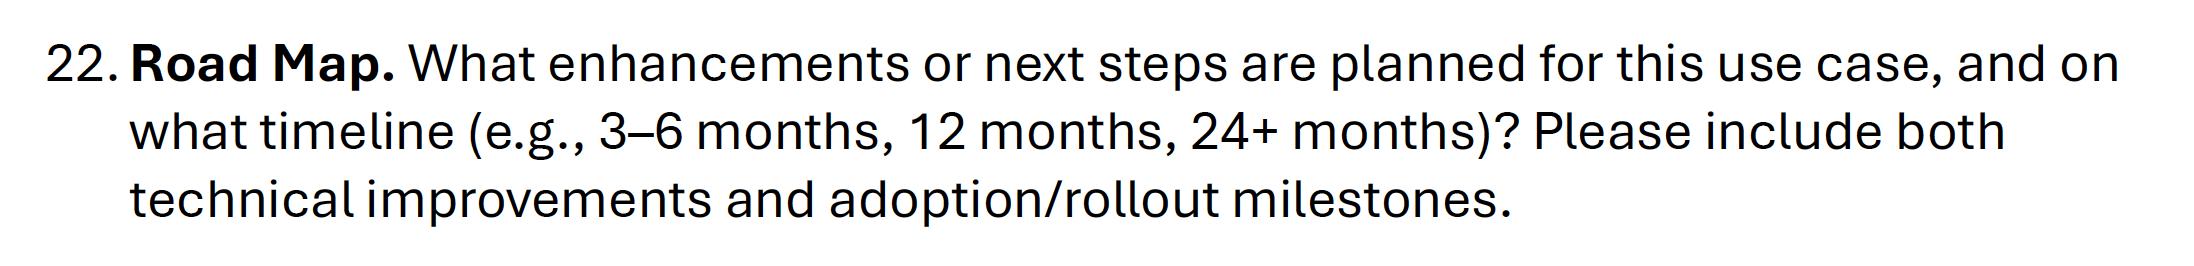 22. Road Map. What enhancements or next steps are planned for this use case, and on
what timeline (e.g., 3–6 months, 12 months, 24+ months)? Please include both
technical improvements and adoption/rollout milestones.